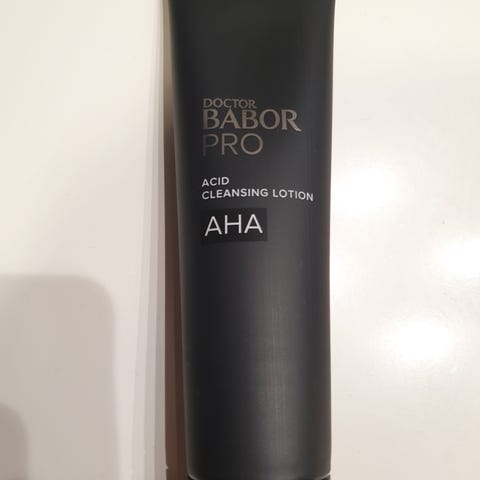 DOCTOR
BABOR
PRO
ACID
CLEANSING LOTION
AHA